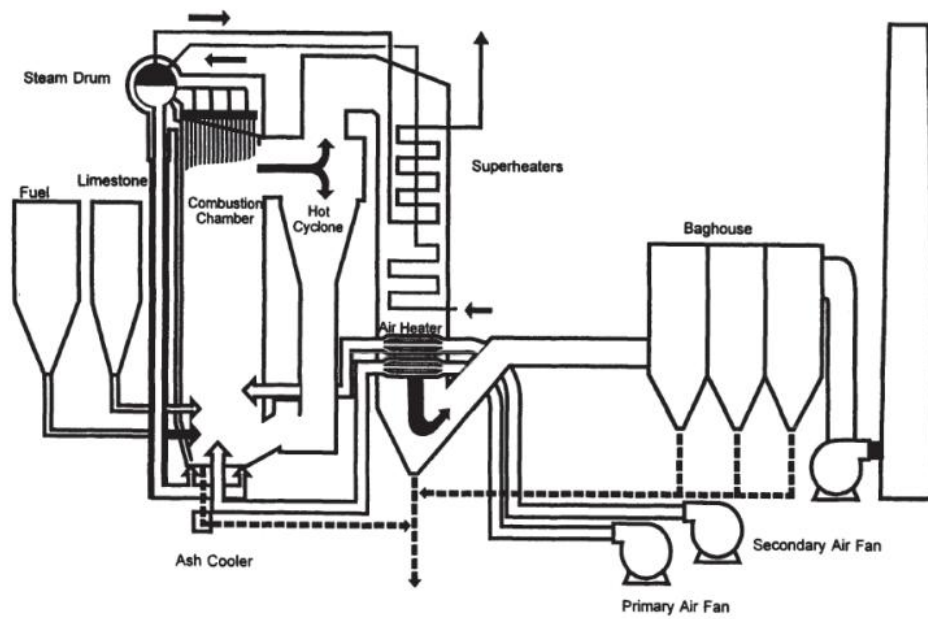 Steam Drum
Superheaters
Fuel
Limestone
Combustion
Chamber
Hot
Cyclone
Baghouse
Air Heater
Ash Cooler
Secondary Air Fan
Primary Air Fan